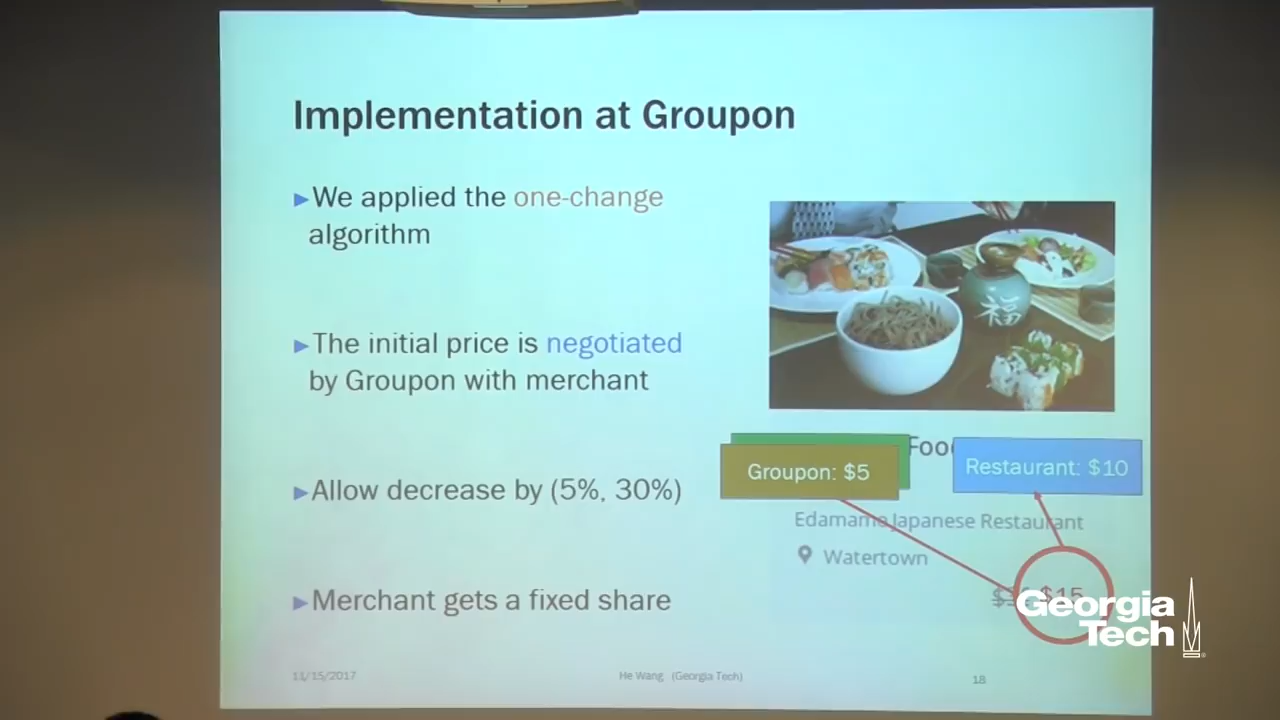 Implementation at Groupon
►We applied the one-change
algorithm
►The initial price is negotiated
by Groupon with merchant
►Allow decrease by (5%, 30%)
►Merchant gets a fixed share
福
Groupon: $5
Restaurant: $10
Edamame Japanese Restaurant
Watertown
$15
Georgia
Tech
11/15/2017
He Wang (Georgia Tech)
18